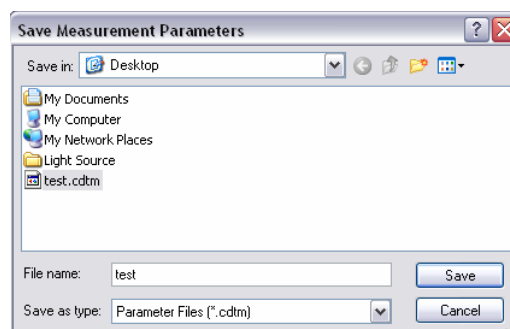 Save Measurement Parameters
Save in: Desktop
My Documents
My Computer
My Network Places
Light Source
test.cdtm
File name: test Save
Save as type: Parameter Files (*.cdtm) Cancel